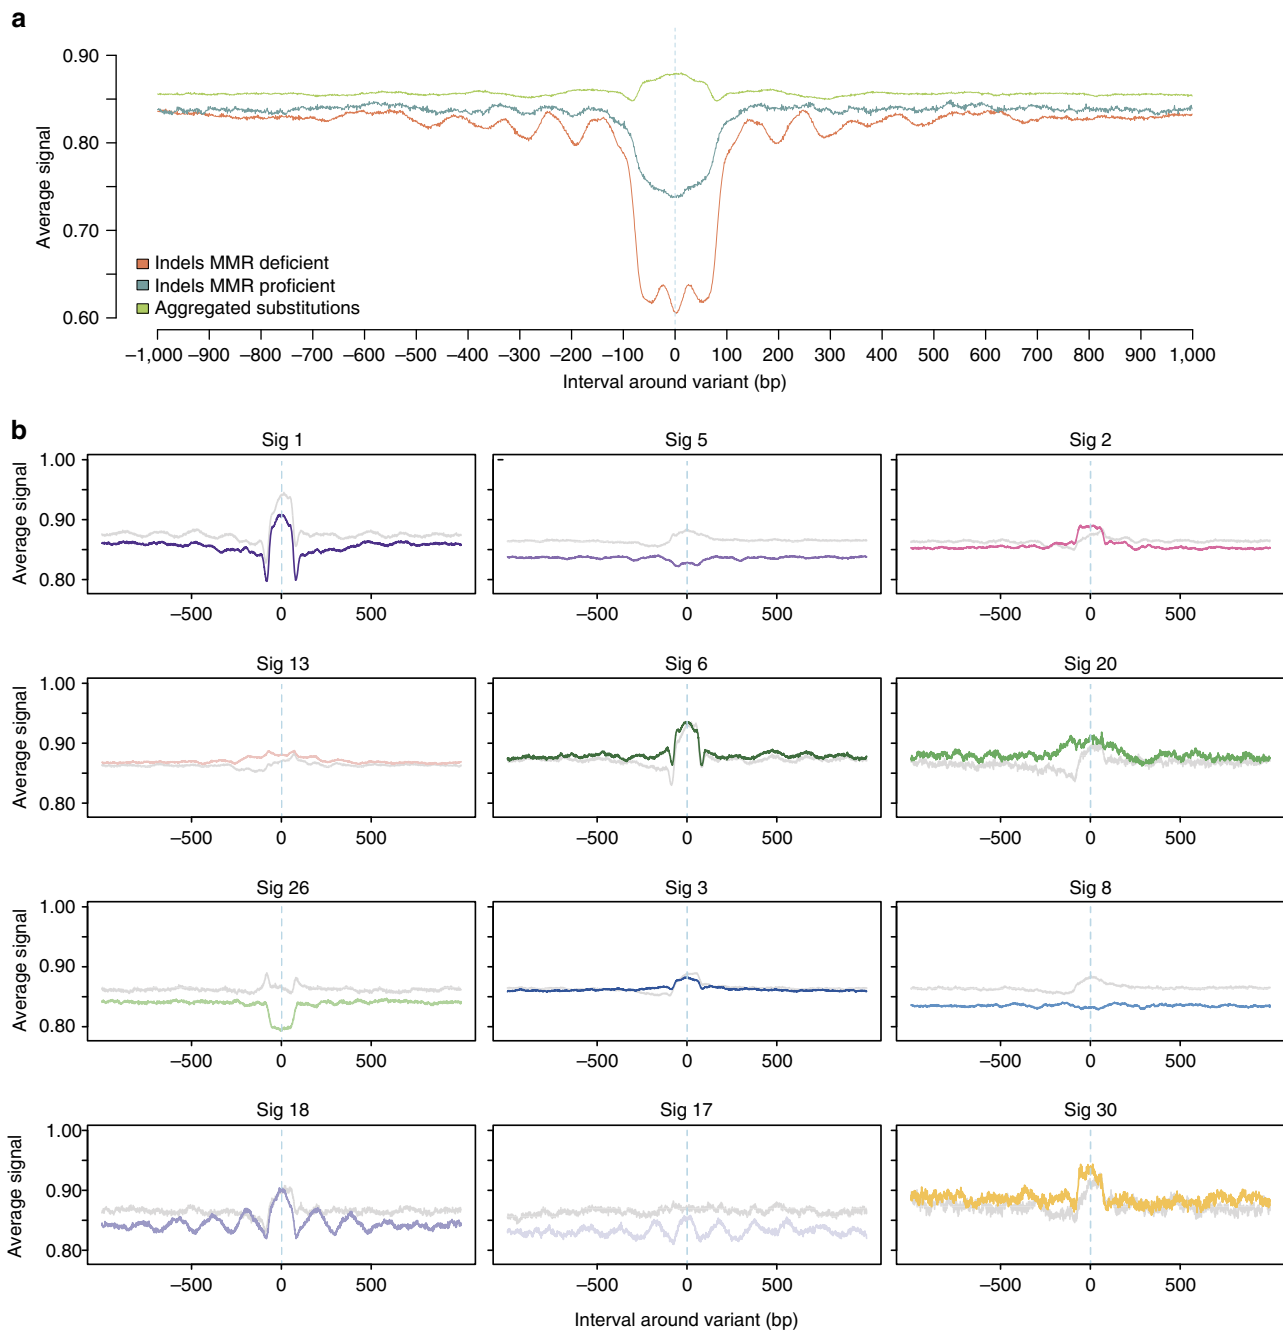 a
0.90
0.80
0.70
0.60
Average signal
Indels MMR deficient
Indels MMR proficient
Aggregated substitutions
–1,000 –900 –800 –700 –600 –500 –400 –300 –200 –100 0 100 200 300 400 500 600 700 800 900 1,000
Interval around variant (bp)
b
Sig 1 Sig 5 Sig 2
Average signal
1.00
0.90
0.80
–500 0 500 –500 0 500 –500 0 500
Sig 13 Sig 6 Sig 20
Average signal
1.00
0.90
0.80
–500 0 500 –500 0 500 –500 0 500
Sig 26 Sig 3 Sig 8
Average signal
1.00
0.90
0.80
–500 0 500 –500 0 500 –500 0 500
Sig 18 Sig 17 Sig 30
Average signal
1.00
0.90
0.80
–500 0 500 –500 0 500 –500 0 500
Interval around variant (bp)